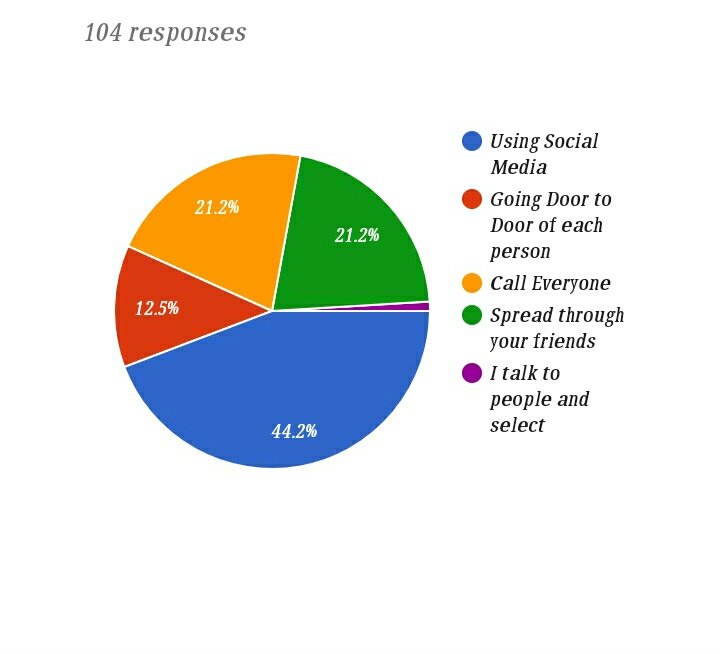 104 responses
21.2%
21.2%
12.5%
44.2%
Using Social
Media
Going Door to
Door of each
person
Call Everyone
Spread through
your friends
I talk to
people and
select